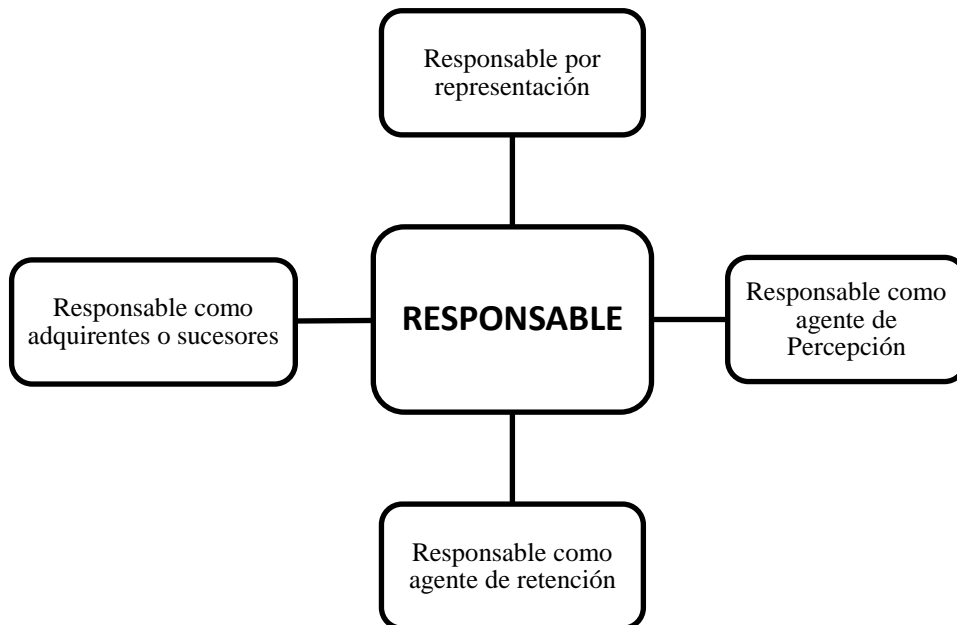 Responsable por
representación
Responsable como
adquirentes o sucesores
RESPONSABLE
Responsable como
agente de
Percepción
Responsable como
agente de retención